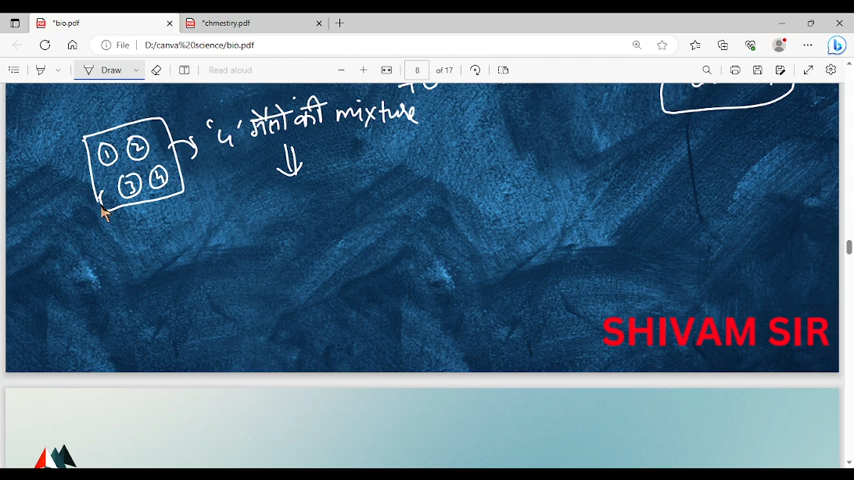 *bio.pdf
*chmestiry.pdf
File D:/canva%20science/bio.pdf
Draw
Read aloud
8 of 17
'4' mixture
1 2
3 4
SHIVAM SIR